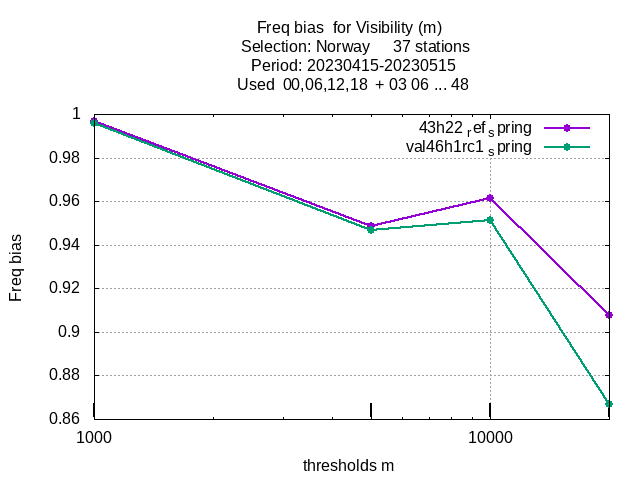 Freq bias  for Visibility (m)
Selection: Norway     37 stations
Period: 20230415-20230515
Used  00,06,12,18  + 03 06 ... 48
43h22 ref spring
val46h1rc1 spring
1
0.98
0.96
0.94
0.92
0.9
0.88
0.86
Freq bias
1000
10000
thresholds m